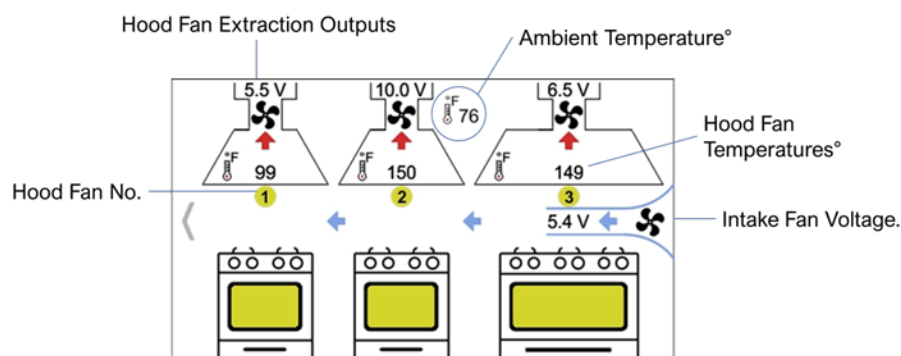 Hood Fan Extraction Outputs
Ambient Temperature°
5.5 V
10.0 V
6.5 V
°F
76
Hood Fan
Temperatures°
°F
99
°F
150
°F
149
Hood Fan No.
1
2
3
5.4 V
Intake Fan Voltage.